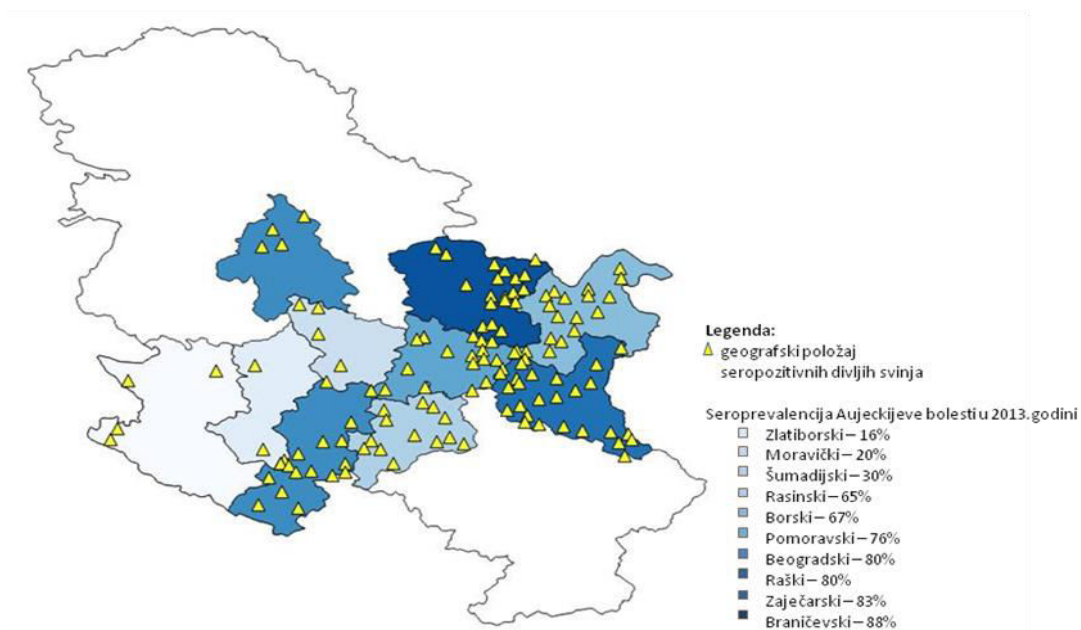 Legenda:
geografski položaj
seropozitivnih divljih svinja
Seroprevalencija Aujeckijeve bolesti u 2013.godini
Zlatiborski – 16%
Moravički – 20%
Šumadijski – 30%
Rasinski – 65%
Borski – 67%
Pomoravski – 76%
Beogradski – 80%
Raški – 80%
Zaječarski – 83%
Braničevski – 88%